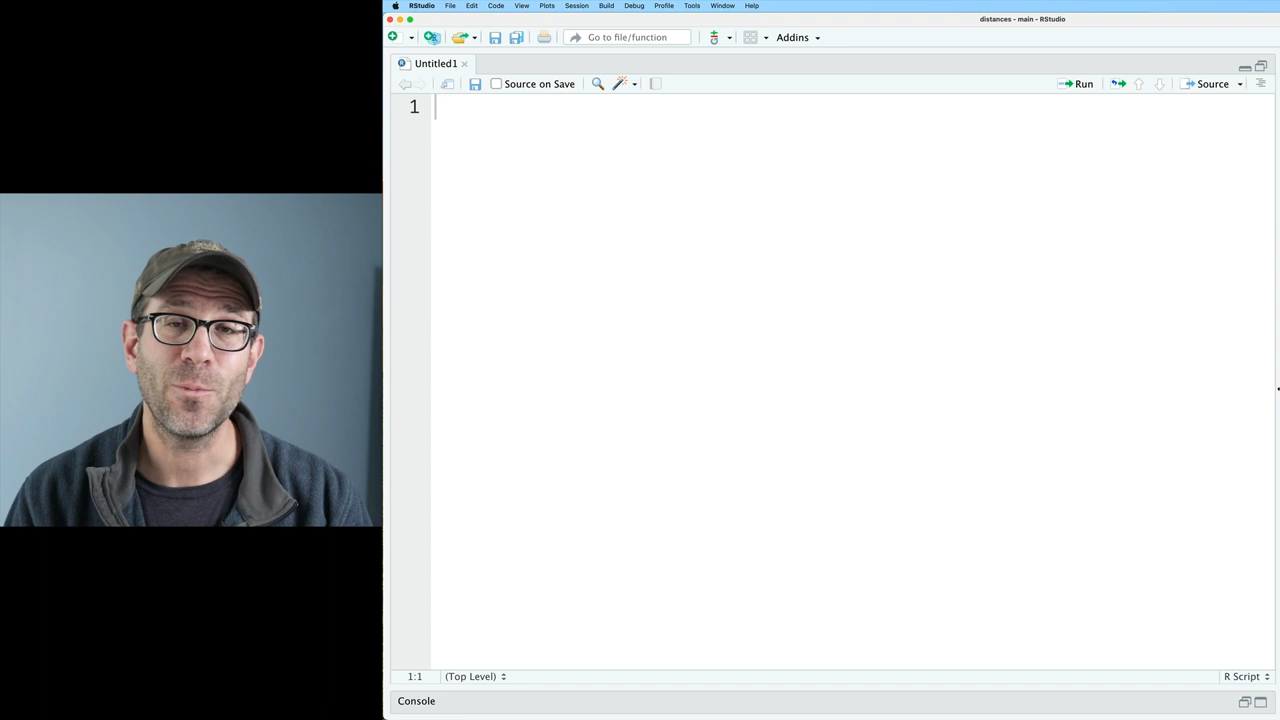 RStudio File Edit Code View Plots Session Build Debug Profile Tools Window Help
distances - main - RStudio
Go to file/function Addins
Untitled1
Source on Save Run Source
1
1:1 (Top Level) R Script
Console